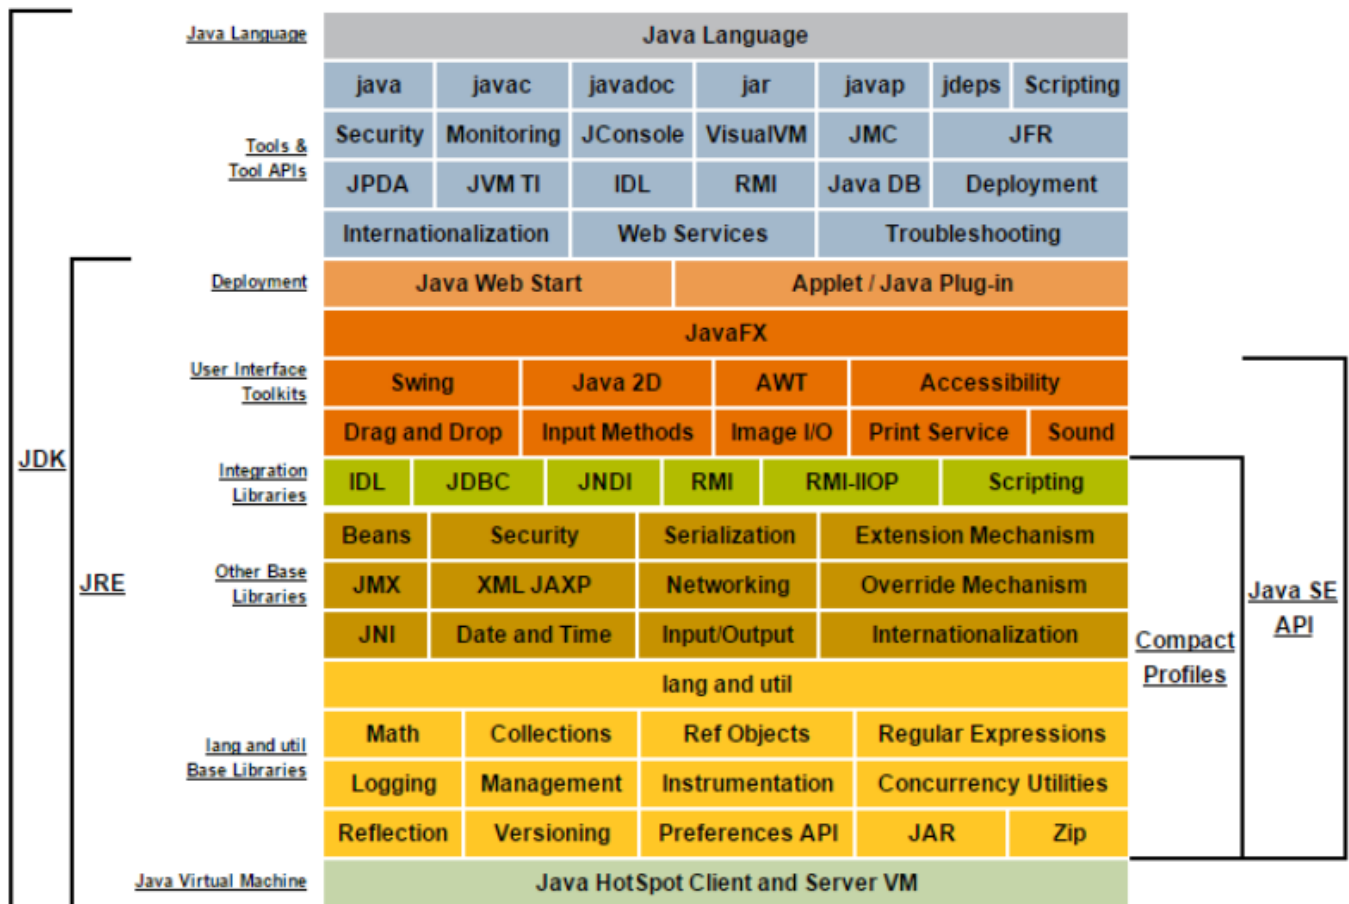 Java Language Java Language
java javac javadoc jar javap jdeps Scripting
Tools & Tool APIs
Security Monitoring JConsole VisualVM JMC JFR
JPDA JVM TI IDL RMI Java DB Deployment
Internationalization Web Services Troubleshooting
Deployment Java Web Start Applet / Java Plug-in
JavaFX
User Interface Toolkits
Swing Java 2D AWT Accessibility
Drag and Drop Input Methods Image I/O Print Service Sound
JDK
Integration Libraries
IDL JDBC JNDI RMI RMI-IIOP Scripting
Beans Security Serialization Extension Mechanism
JRE
Other Base Libraries
JMX XML JAXP Networking Override Mechanism
Java SE API
JNI Date and Time Input/Output Internationalization
Compact Profiles
lang and util
lang and util Base Libraries
Math Collections Ref Objects Regular Expressions
Logging Management Instrumentation Concurrency Utilities
Reflection Versioning Preferences API JAR Zip
Java Virtual Machine Java HotSpot Client and Server VM